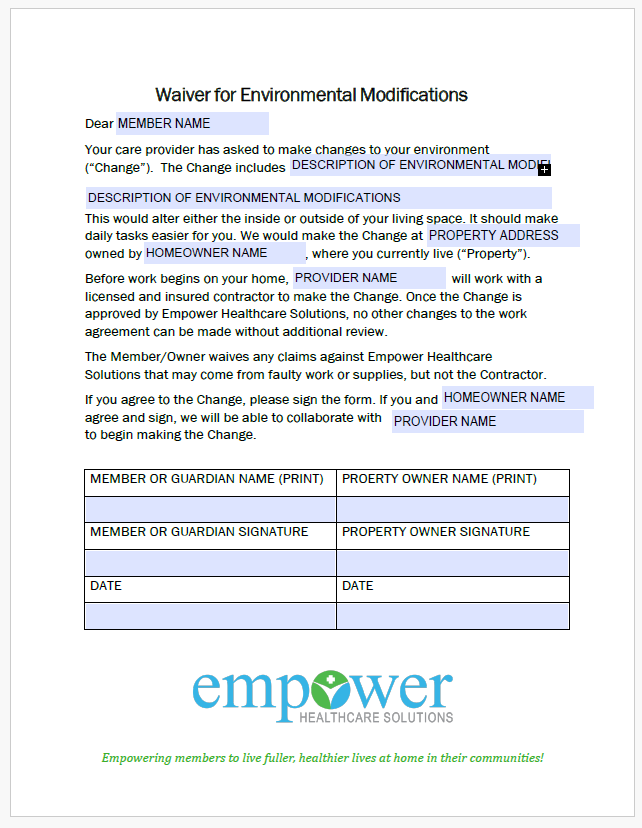 Waiver for Environmental Modifications
Dear MEMBER NAME
Your care provider has asked to make changes to your environment
(“Change”). The Change includes DESCRIPTION OF ENVIRONMENTAL
DESCRIPTION OF ENVIRONMENTAL MODIFICATIONS
This would alter either the inside or outside of your living space. It should make
daily tasks easier for you. We would make the Change at PROPERTY ADDRESS
owned by HOMEOWNER NAME , where you currently live (“Property”).
Before work begins on your home, PROVIDER NAME will work with a
licensed and insured contractor to make the Change. Once the Change is
approved by Empower Healthcare Solutions, no other changes to the work
agreement can be made without additional review.
The Member/Owner waives any claims against Empower Healthcare
Solutions that may come from faulty work or supplies, but not the Contractor.
If you agree to the Change, please sign the form. If you and HOMEOWNER NAME
agree and sign, we will be able to collaborate with PROVIDER NAME
to begin making the Change.
MEMBER OR GUARDIAN NAME (PRINT) PROERTY OWNER NAME (PRINT)
MEMBER OR GUARDIAN SIGNATURE PROPERTY OWNER SIGNATURE
DATE DATE
empower
HEALTHCARE SOLUTIONS
Empowering members to live fuller, healthier lives at home in their communities!